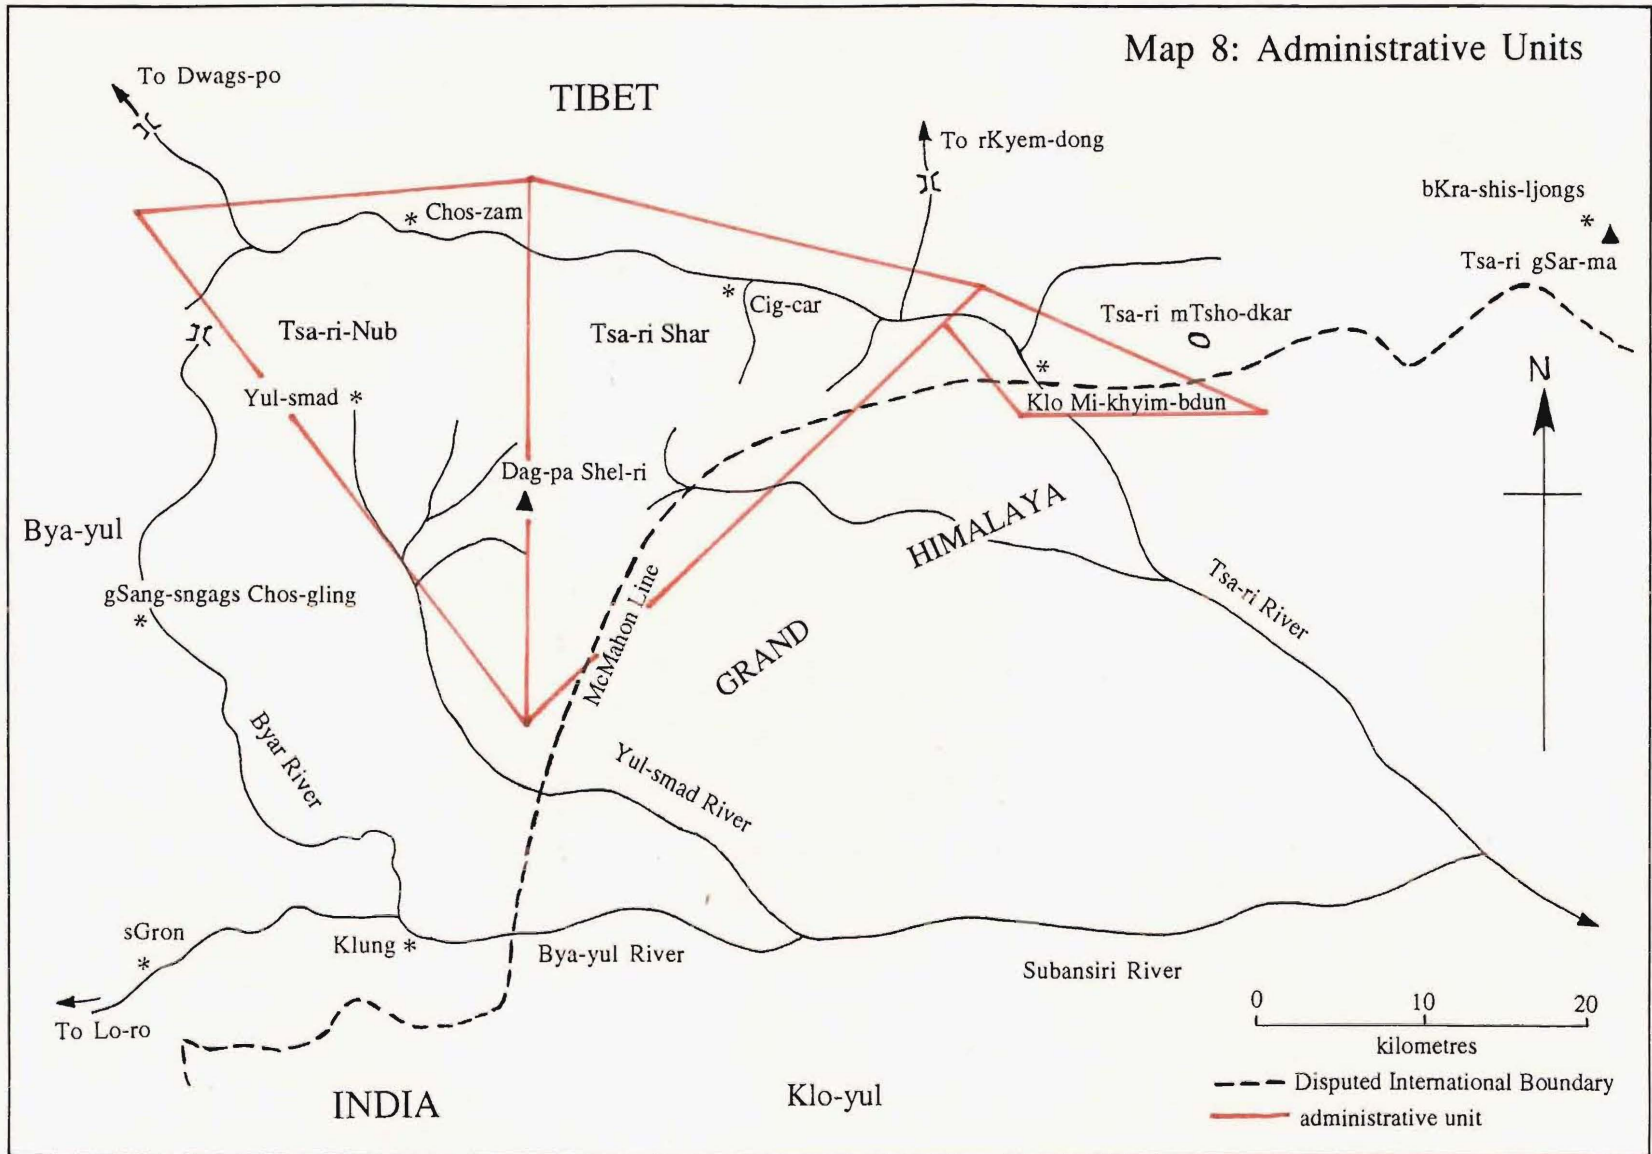 Map 8: Administrative Units
To Dwags-po
TIBET
To rKyem-dong
bKra-shis-ljongs
* Chos-zam
*
Tsa-ri gSar-ma
* Cig-car
Tsa-ri mTsho-dkar
Tsa-ri-Nub
Tsa-ri Shar
*
N
Yul-smad *
Klo Mi-khyim-bdun
Dag-pa Shel-ri
HIMALAYA
Bya-yul
gSang-sngags Chos-gling
*
McMahon Line
Tsa-ri River
GRAND
Byar River
Yul-smad River
sGron
*
Klung *
Bya-yul River
Subansiri River
To Lo-ro
0 10 20
kilometres
Disputed International Boundary
administrative unit
INDIA
Klo-yul